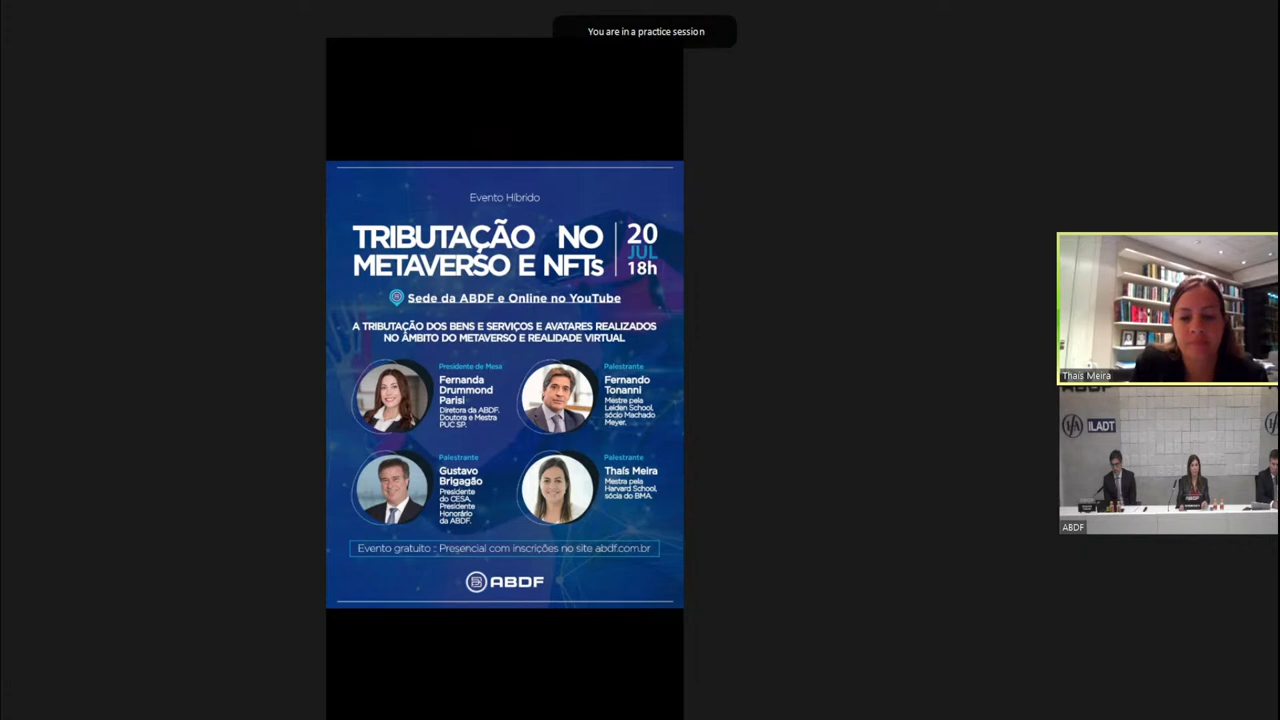 You are in a practice session
Evento Híbrido
TRIBUTAÇÃO NO
METAVERSO E NFTs
20
JUL
18h
Sede da ABDF e Online no YouTube
A TRIBUTAÇÃO DOS BENS E SERVIÇOS E AVATARES REALIZADOS
NO ÂMBITO DO METAVERSO E REALIDADE VIRTUAL
Presidente de Mesa
Fernanda
Drummond
Parisi
Diretora da ABDF.
Doutora e Mestra
PUC SP.
Palestrante
Fernando
Tonanni
Mestre pela
Leiden School,
sócio Machado
Meyer.
Palestrante
Gustavo
Brigagão
Presidente
do CESA.
Presidente
Honorário
da ABDF.
Palestrante
Thaís Meira
Mestra pela
Harvard School,
sócia do BMA.
Evento gratuito :: Presencial com inscrições no site abdf.com.br
ABDF
Thaís Meira
ILADT
ABDF